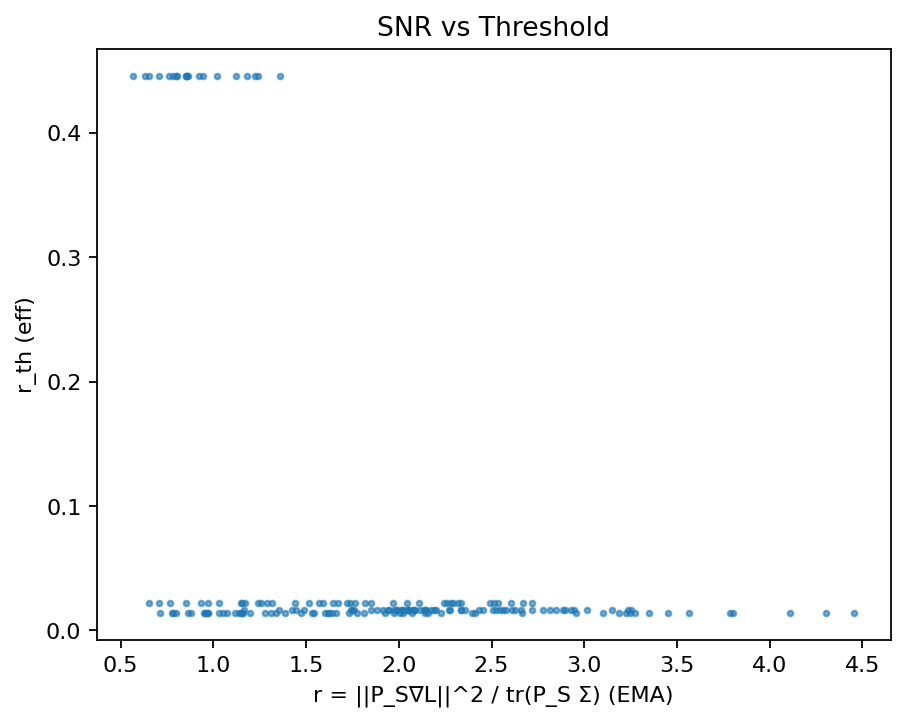 SNR vs Threshold
r_th (eff)
0.4
0.3
0.2
0.1
0.0
0.5 1.0 1.5 2.0 2.5 3.0 3.5 4.0 4.5
r = ||P_S∇L||^2 / tr(P_S Σ) (EMA)